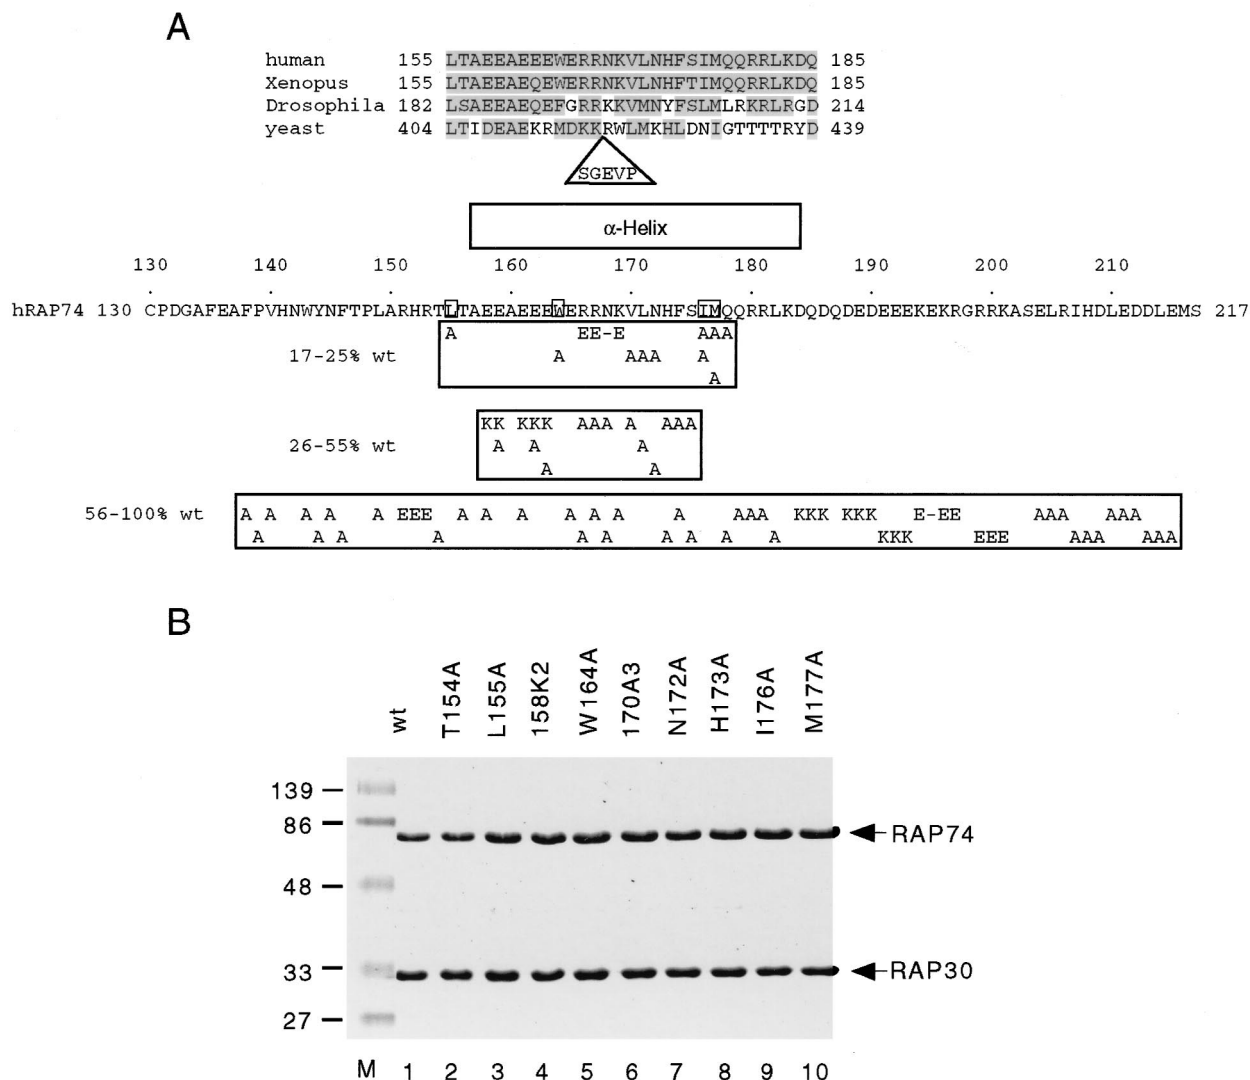 A
human 155 LTAEEAEEEWERRNKVLNHFSIMQQRRLKDQ 185
Xenopus 155 LTAEEAEQEWERRNKVLNHFTIMQQRRLKDQ 185
Drosophila 182 LSAEEAEQEFGRRKKVMNYFSLMLRKRLRGD 214
yeast 404 LTIDEAEKRMDKKRWLMKHLDNIGTTTTRYD 439
SGEVP
α-Helix
130 140 150 160 170 180 190 200 210
hRAP74 130 CPDGAFEAFPVHNWYNFTPLARHRTLTAEEAEEEWERRNKVLNHFSIMQQRRLKDQDQDEDEEEKEKRGRRKASELRIHDLEDDLEMS 217
A EE-E AAA
17-25% wt A AAA A
A
KK KKK AAA A AAA
26-55% wt A A A
A A
56-100% wt A A A A A EEE A A A A A A A AAA KKK KKK E-EE AAA AAA
A A A A A A A A A A KKK EEE AAA AAA
B
wt T154A L155A 158K2 W164A 170A3 N172A H173A I176A M177A
139
86 RAP74
48
33 RAP30
27
M 1 2 3 4 5 6 7 8 9 10